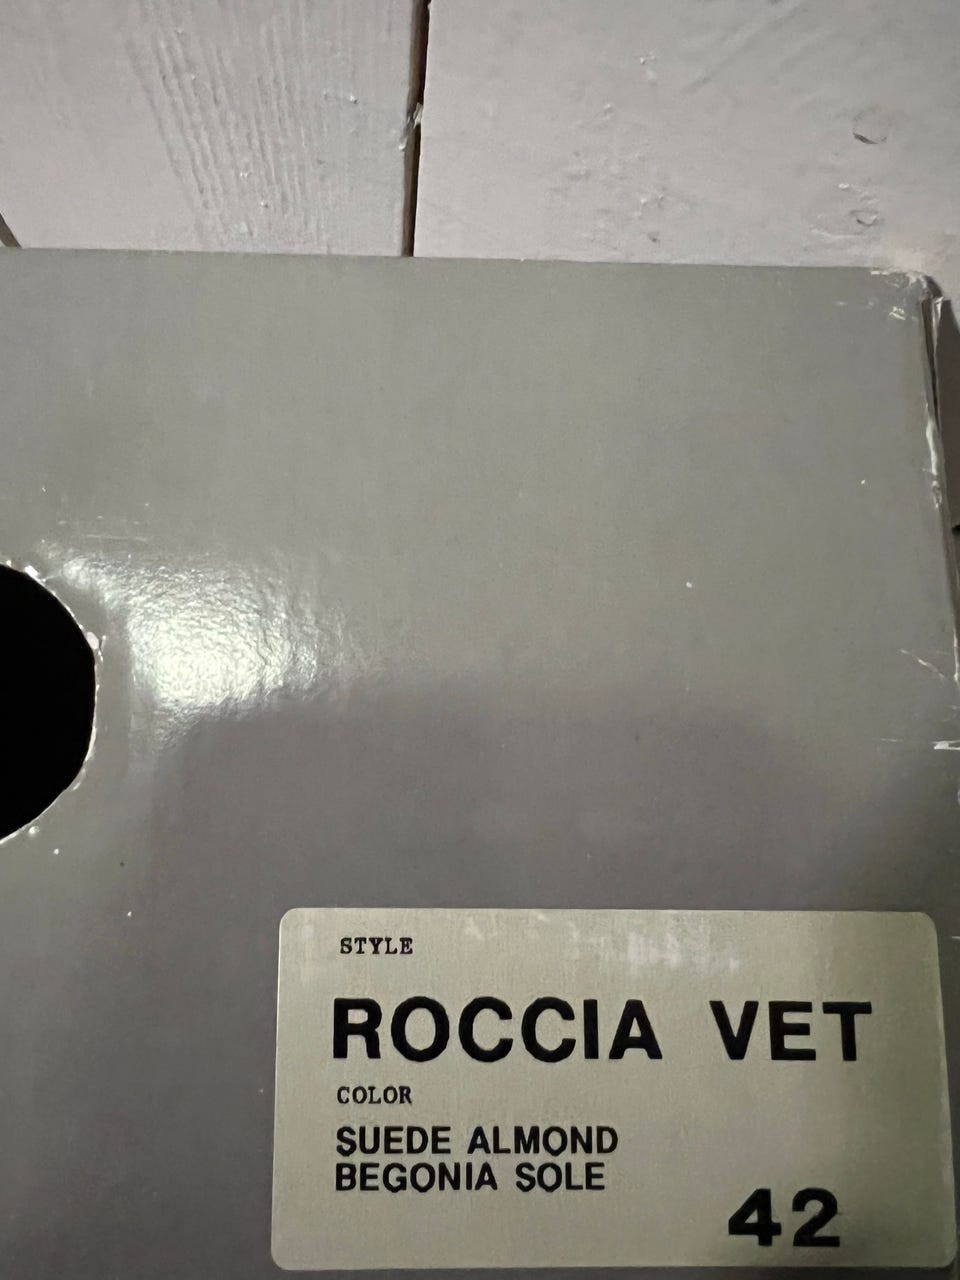 STYLE
ROCCIA VET
COLOR
SUEDE ALMOND
BEGONIA SOLE
42